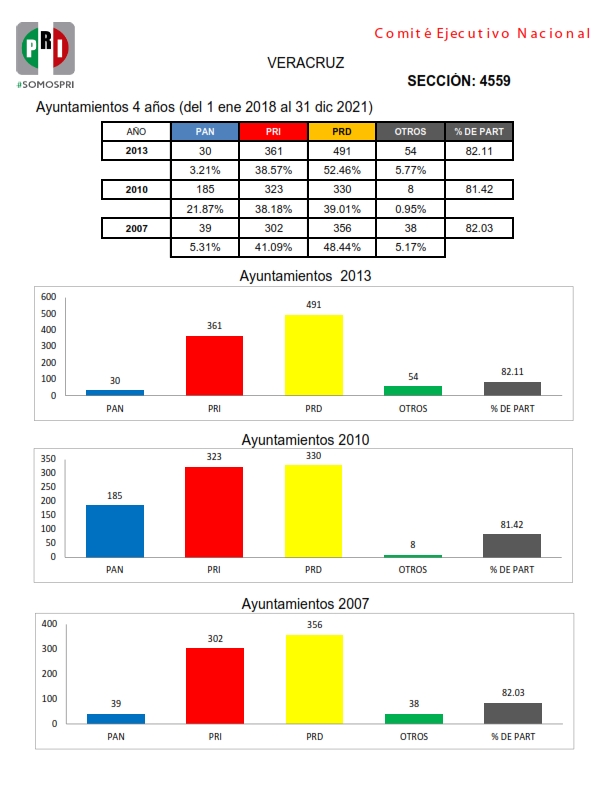 Comité Ejecutivo Nacional
PRI
#SOMOSPRI
VERACRUZ
SECCIÓN: 4559
Ayuntamientos 4 años (del 1 ene 2018 al 31 dic 2021)
AÑO PAN PRI PRD OTROS % DE PART
2013 30 361 491 54 82.11
3.21% 38.57% 52.46% 5.77%
2010 185 323 330 8 81.42
21.87% 38.18% 39.01% 0.95%
2007 39 302 356 38 82.03
5.31% 41.09% 48.44% 5.17%
Ayuntamientos 2013
600
500
400
300
200
100
0
30 361 491 54 82.11
PAN PRI PRD OTROS % DE PART
Ayuntamientos 2010
350
300
250
200
150
100
50
0
185 323 330 8 81.42
PAN PRI PRD OTROS % DE PART
Ayuntamientos 2007
400
300
200
100
0
39 302 356 38 82.03
PAN PRI PRD OTROS % DE PART